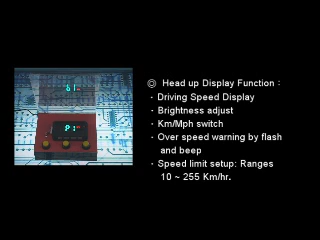 ◎ Head up Display Function :
· Driving Speed Display
· Brightness adjust
· Km/Mph switch
· Over speed warning by flash
and beep
· Speed limit setup: Ranges
10 ~ 255 Km/hr.